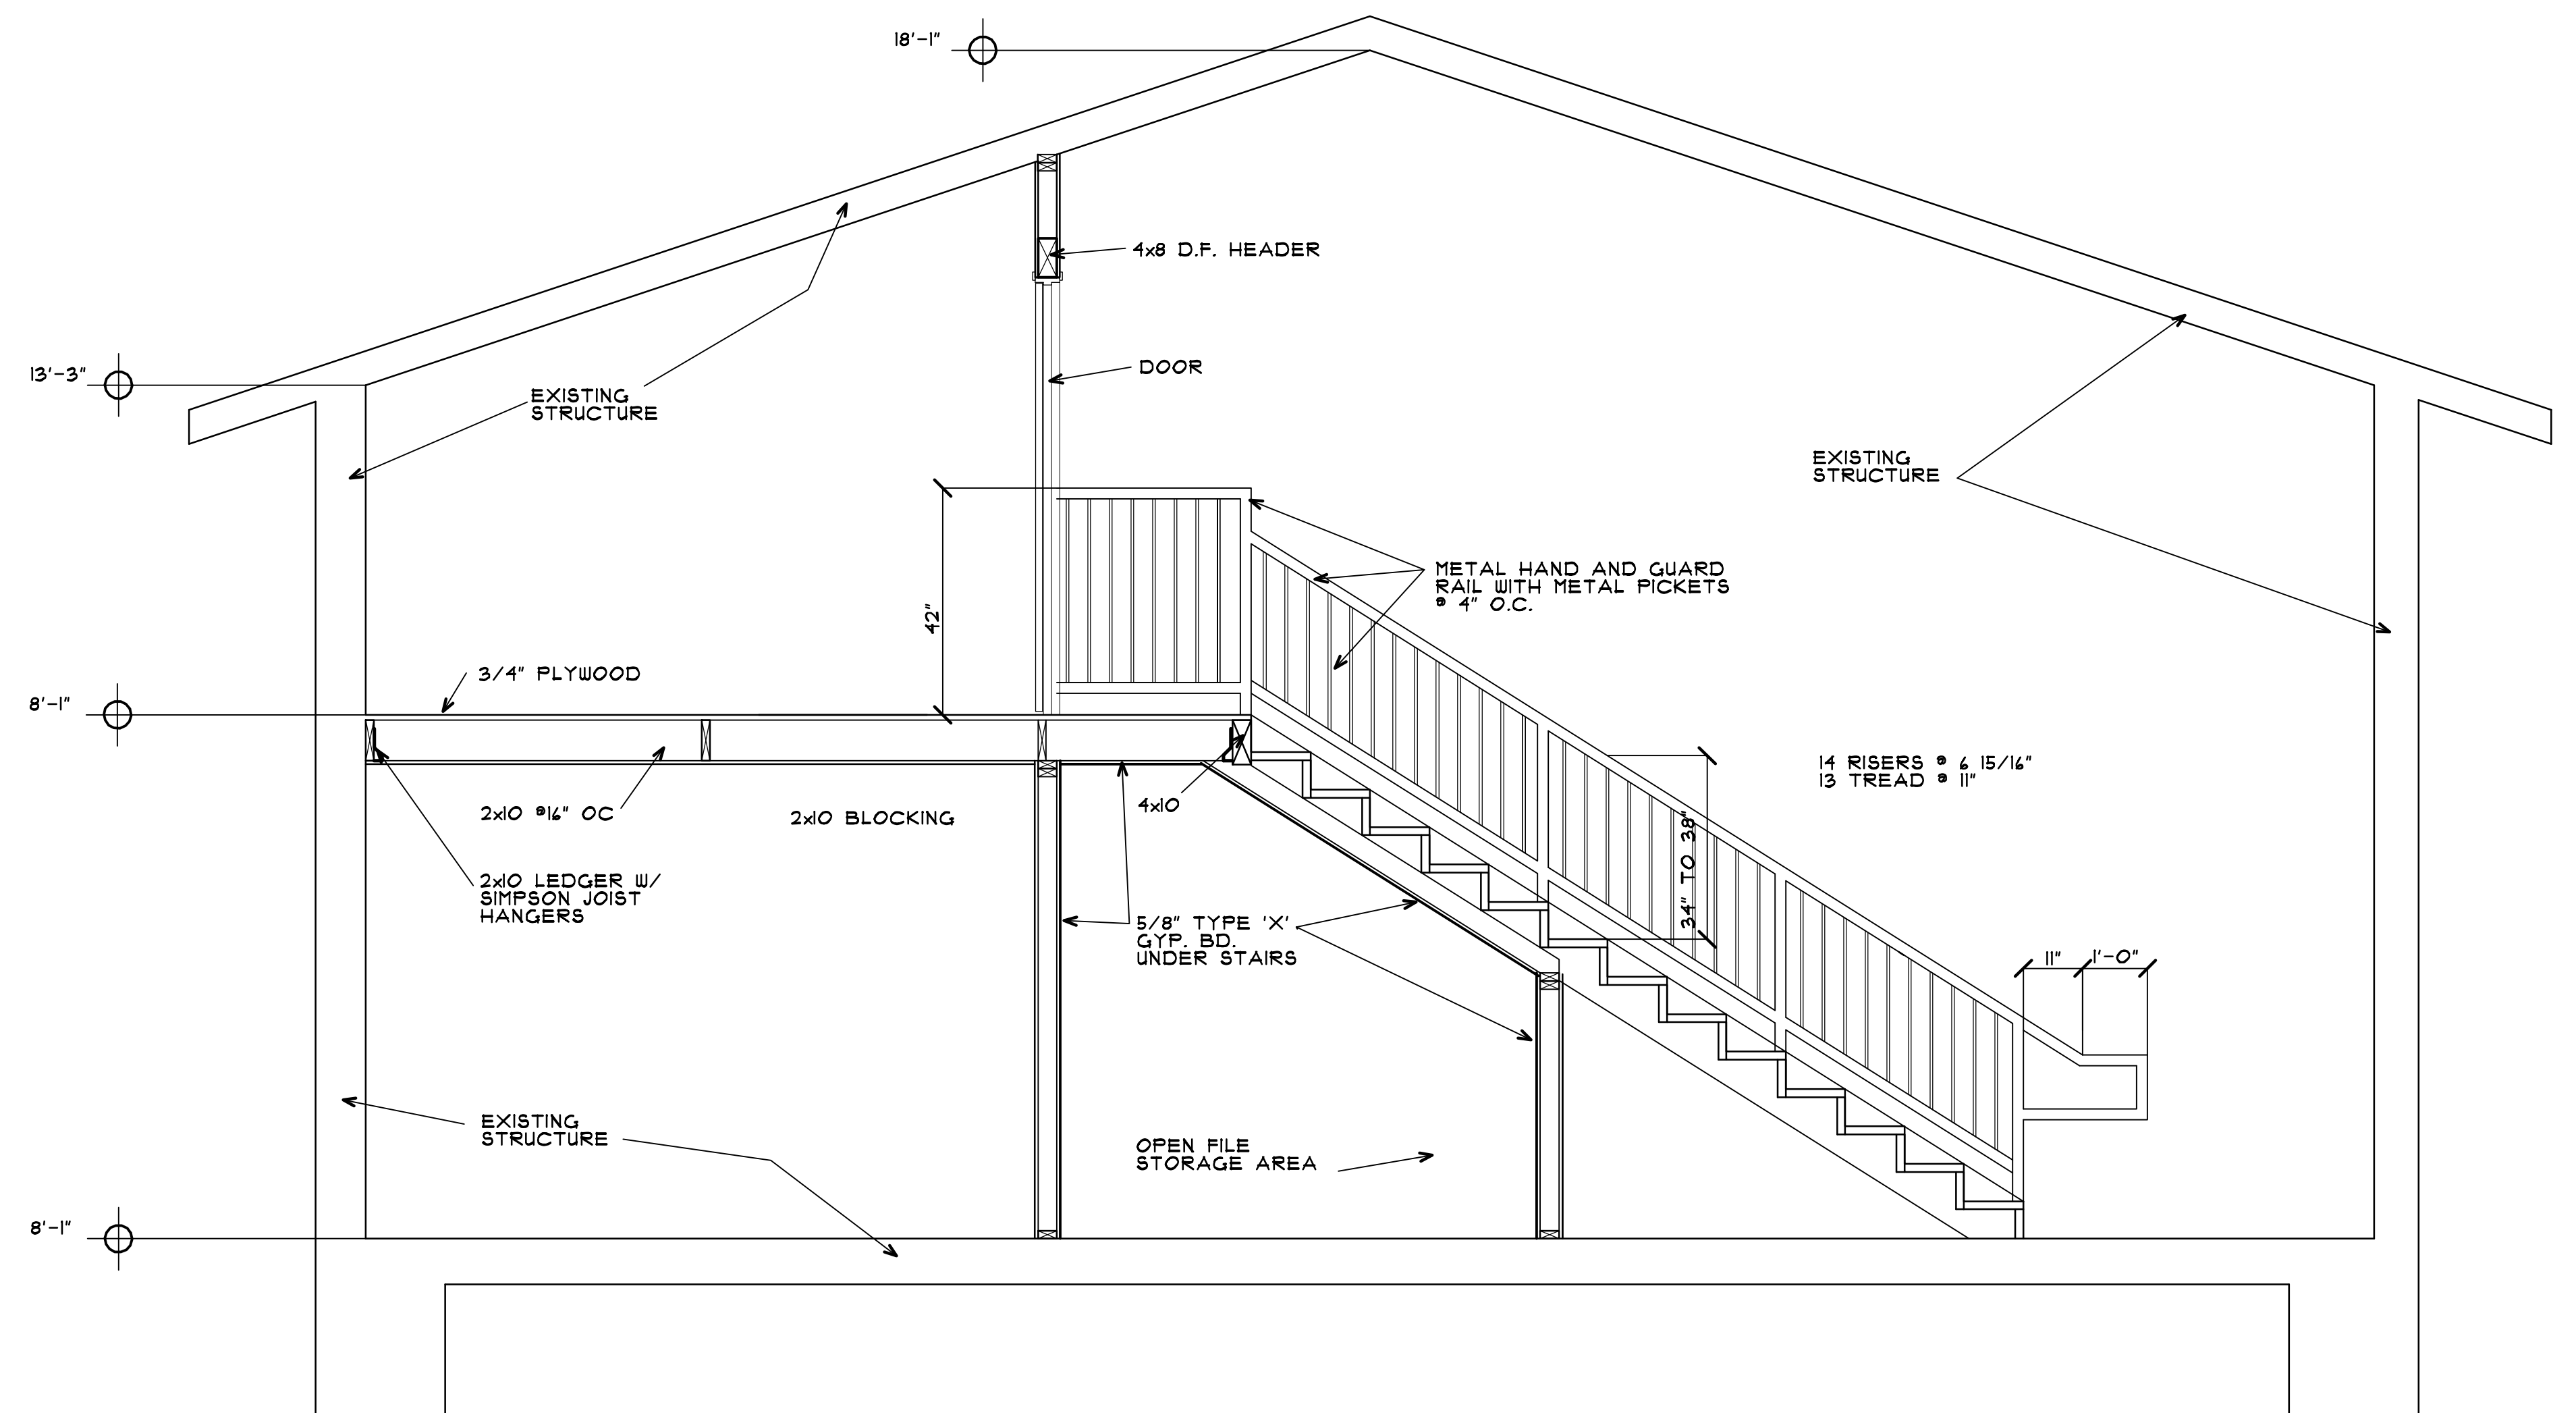 18'-1"
4x8 D.F. HEADER
13'-3"
DOOR
EXISTING
STRUCTURE
EXISTING
STRUCTURE
METAL HAND AND GUARD
RAIL WITH METAL PICKETS
@ 4" O.C.
42"
3/4" PLYWOOD
8'-1"
14 RISERS @ 6 15/16"
13 TREAD @ 11"
4x10
2x10 @16" OC
2x10 BLOCKING
34" TO 38"
2x10 LEDGER W/
SIMPSON JOIST
HANGERS
5/8" TYPE 'X'
GYP. BD.
UNDER STAIRS
11"
1'-0"
EXISTING
STRUCTURE
OPEN FILE
STORAGE AREA
8'-1"